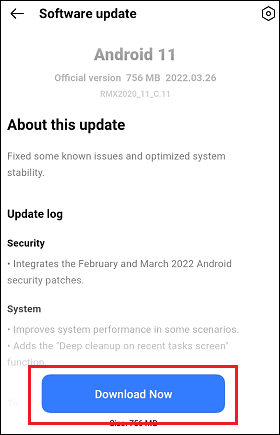 Software update
Android 11
Official version 756 MB 2022.03.26
RMX2020_11_C.11
About this update
Fixed some known issues and optimized system
stability.
Update log
Security
• Integrates the February and March 2022 Android
security patches.
System
• Improves system performance in some scenarios.
• Adds the "Deep cleanup on recent tasks screen"
function.
Download Now
Size: 756 MB